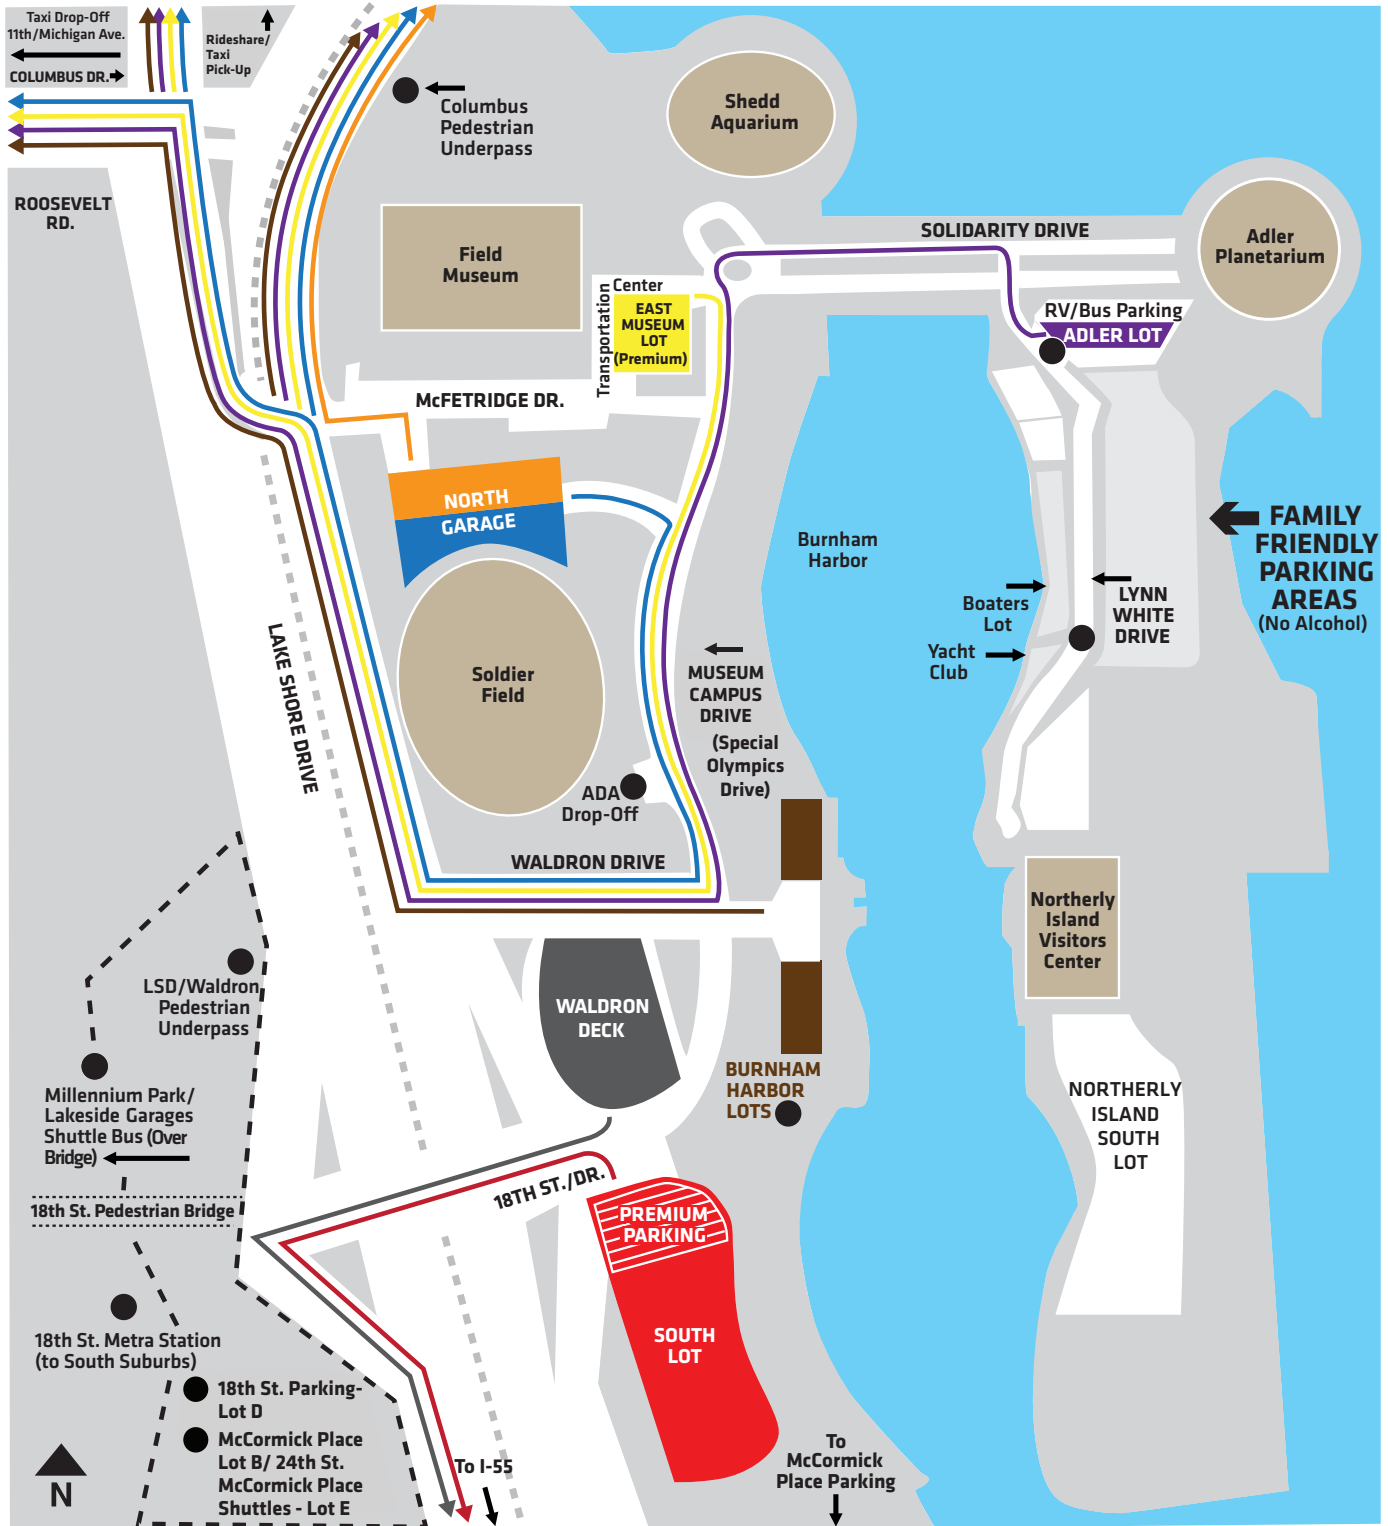 Taxi Drop-Off
11th/Michigan Ave.
COLUMBUS DR.
Rideshare/
Taxi
Pick-Up
Columbus
Pedestrian
Underpass
Shedd
Aquarium
ROOSEVELT
RD.
Field
Museum
SOLIDARITY DRIVE
Adler
Planetarium
Transportation
Center
EAST
MUSEUM
LOT
(Premium)
RV/Bus Parking
ADLER LOT
McFETRIDGE DR.
NORTH
GARAGE
Burnham
Harbor
FAMILY
FRIENDLY
PARKING
AREAS
(No Alcohol)
Boaters
Lot
LYNN
WHITE
DRIVE
Yacht
Club
LAKE SHORE DRIVE
Soldier
Field
MUSEUM
CAMPUS
DRIVE
(Special
Olympics
Drive)
ADA
Drop-Off
WALDRON DRIVE
Northerly
Island
Visitors
Center
LSD/Waldron
Pedestrian
Underpass
WALDRON
DECK
BURNHAM
HARBOR
LOTS
Millennium Park/
Lakeside Garages
Shuttle Bus (Over
Bridge)
NORTHERLY
ISLAND
SOUTH
LOT
18TH ST./DR.
18th St. Pedestrian Bridge
PREMIUM
PARKING
SOUTH
LOT
18th St. Metra Station
(to South Suburbs)
18th St. Parking-
Lot D
McCormick Place
Lot B/ 24th St.
McCormick Place
Shuttles - Lot E
To I-55
To
McCormick
Place Parking
N